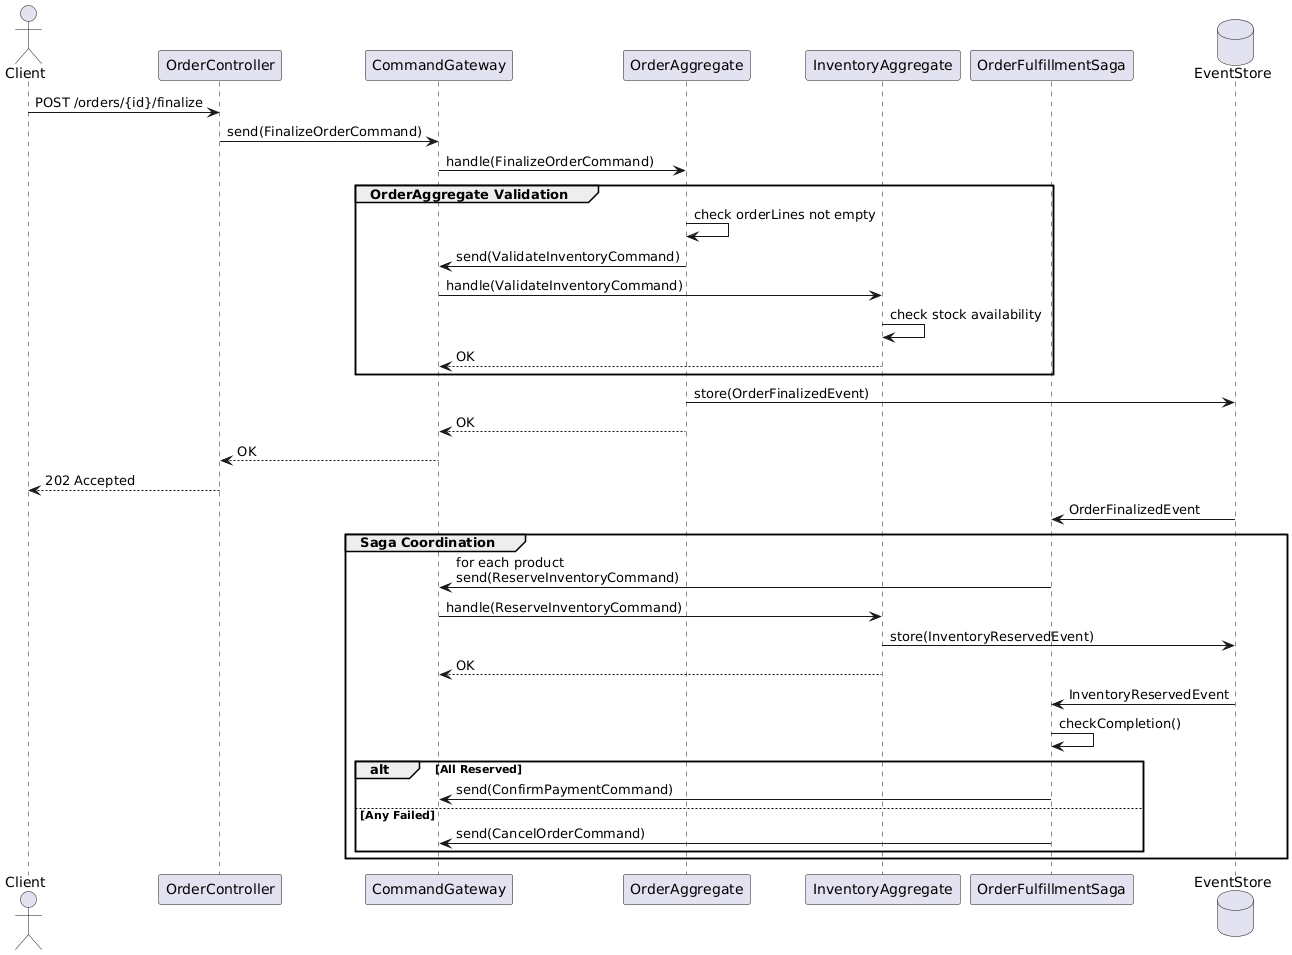 Client
OrderController
CommandGateway
OrderAggregate
InventoryAggregate
OrderFulfillmentSaga
EventStore
POST /orders/{id}/finalize
send(FinalizeOrderCommand)
handle(FinalizeOrderCommand)
OrderAggregate Validation
check orderLines not empty
send(ValidateInventoryCommand)
handle(ValidateInventoryCommand)
check stock availability
OK
store(OrderFinalizedEvent)
OK
OK
202 Accepted
OrderFinalizedEvent
Saga Coordination
for each product
send(ReserveInventoryCommand)
handle(ReserveInventoryCommand)
store(InventoryReservedEvent)
OK
InventoryReservedEvent
checkCompletion()
alt [All Reserved]
send(ConfirmPaymentCommand)
[Any Failed]
send(CancelOrderCommand)
Client
OrderController
CommandGateway
OrderAggregate
InventoryAggregate
OrderFulfillmentSaga
EventStore